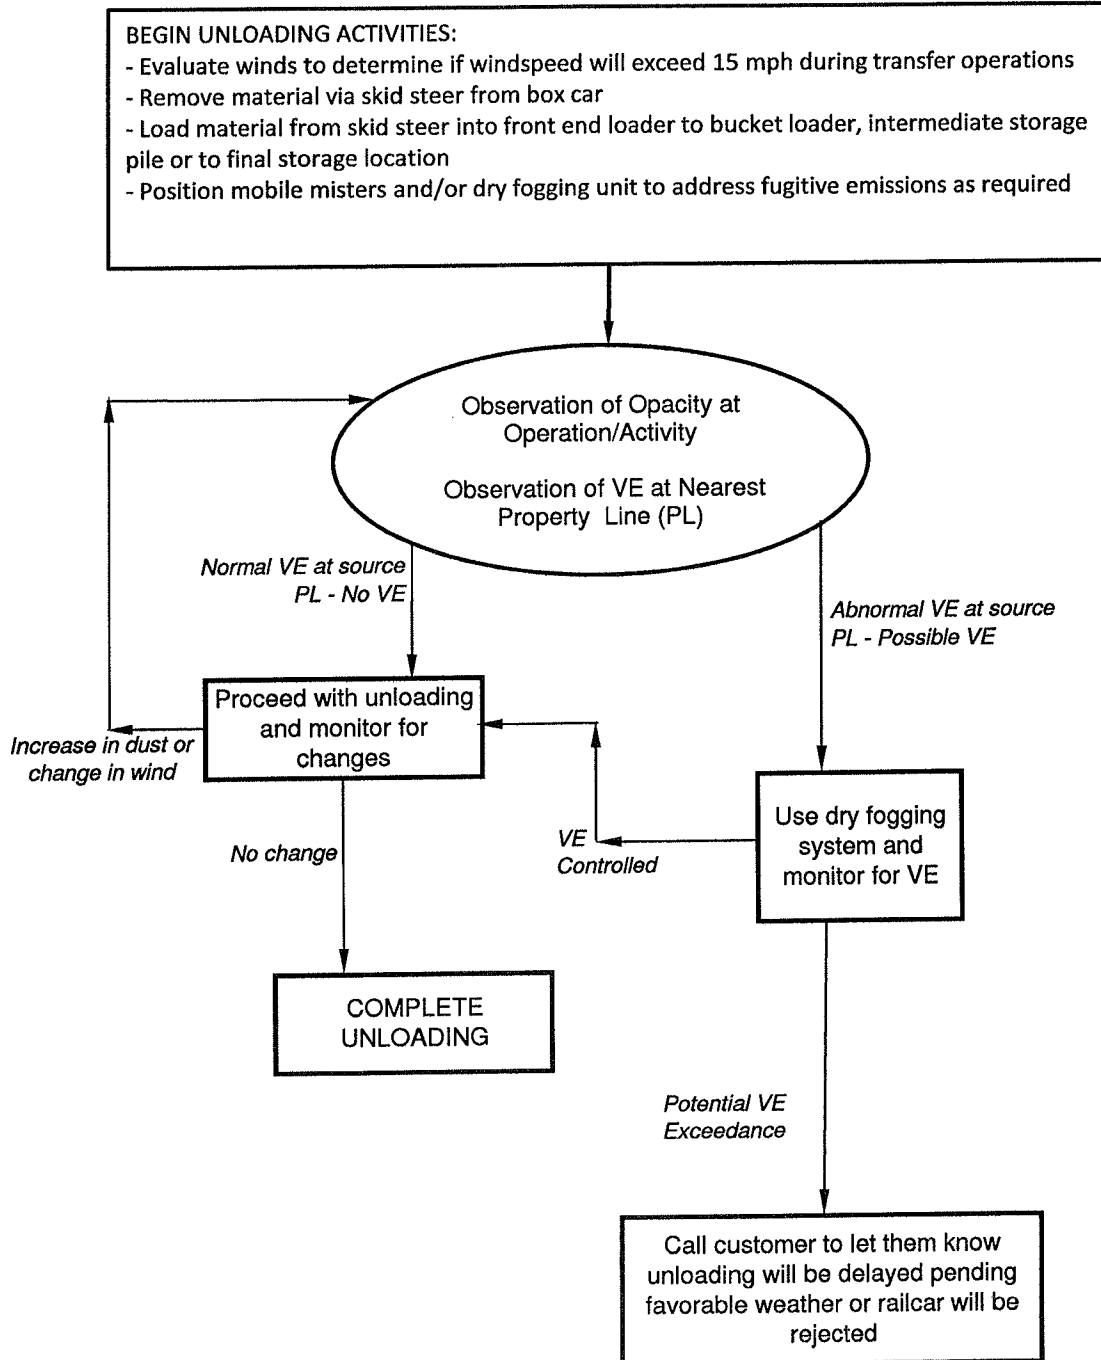 BEGIN UNLOADING ACTIVITIES:
- Evaluate winds to determine if windspeed will exceed 15 mph during transfer operations
- Remove material via skid steer from box car
- Load material from skid steer into front end loader to bucket loader, intermediate storage
pile or to final storage location
- Position mobile misters and/or dry fogging unit to address fugitive emissions as required
Observation of Opacity at
Operation/Activity
Observation of VE at Nearest
Property Line (PL)
Normal VE at source
PL - No VE
Abnormal VE at source
PL - Possible VE
Proceed with unloading
and monitor for
changes
Increase in dust or
change in wind
Use dry fogging
system and
monitor for VE
VE
Controlled
No change
COMPLETE
UNLOADING
Potential VE
Exceedance
Call customer to let them know
unloading will be delayed pending
favorable weather or railcar will be
rejected